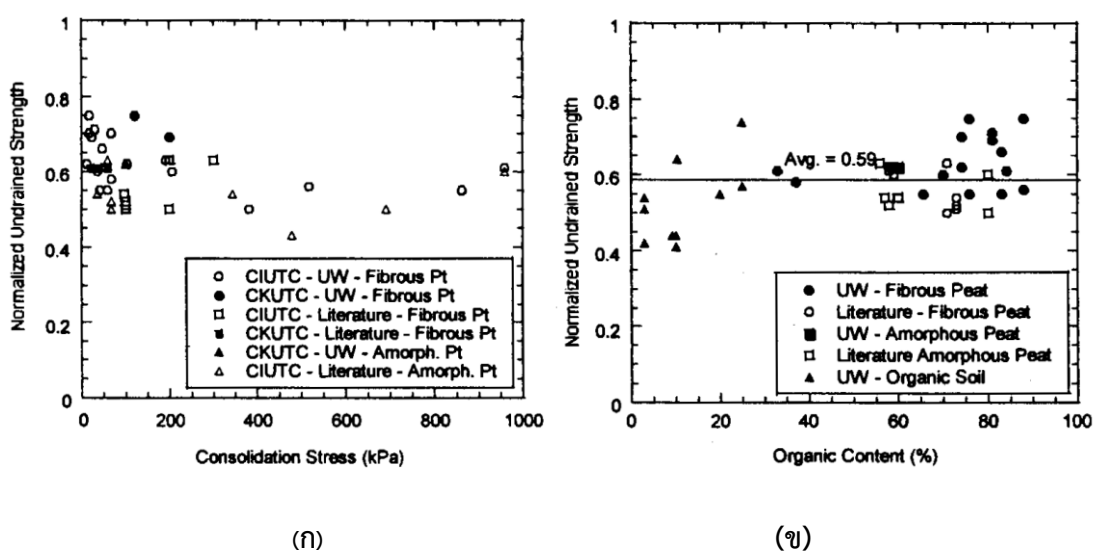 1
0.8
0.6
0.4
0.2
0
Normalized Undrained Strength
CIUTC - UW - Fibrous Pt
CKUTC - UW - Fibrous Pt
CIUTC - Literature - Fibrous Pt
CKUTC - Literature - Fibrous Pt
CKUTC - UW - Amorph. Pt
CIUTC - Literature - Amorph. Pt
0 200 400 600 800 1000
Consolidation Stress (kPa)
(ก)
1
0.8
0.6
0.4
0.2
0
Normalized Undrained Strength
Avg. = 0.59
UW - Fibrous Peat
Literature - Fibrous Peat
UW - Amorphous Peat
Literature Amorphous Peat
UW - Organic Soil
0 20 40 60 80 100
Organic Content (%)
(ข)